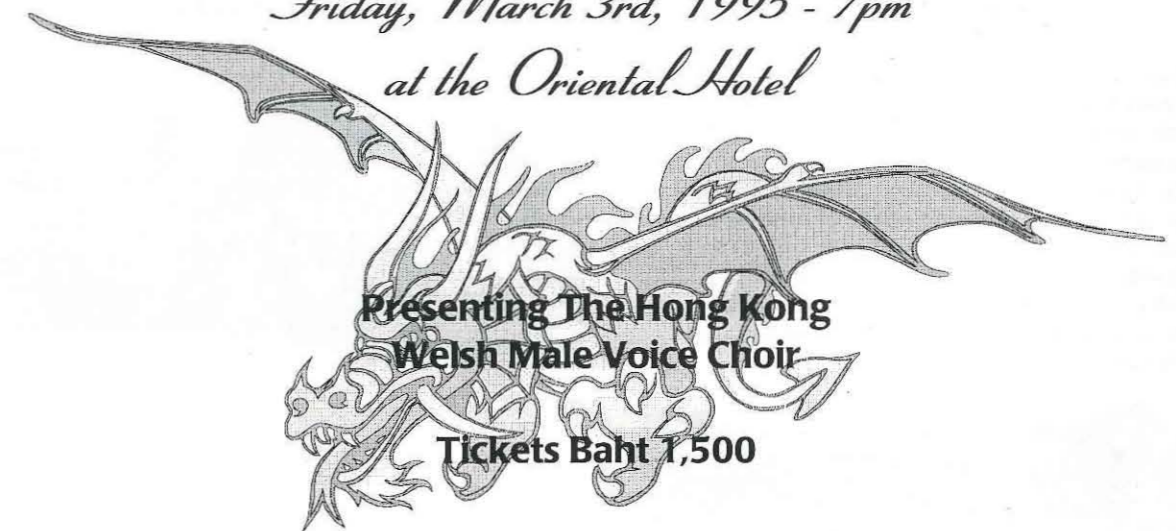 Friday, March 3rd, 1995 - 7pm
at the Oriental Hotel
Presenting The Hong Kong
Welsh Male Voice Choir
Tickets Baht 1,500